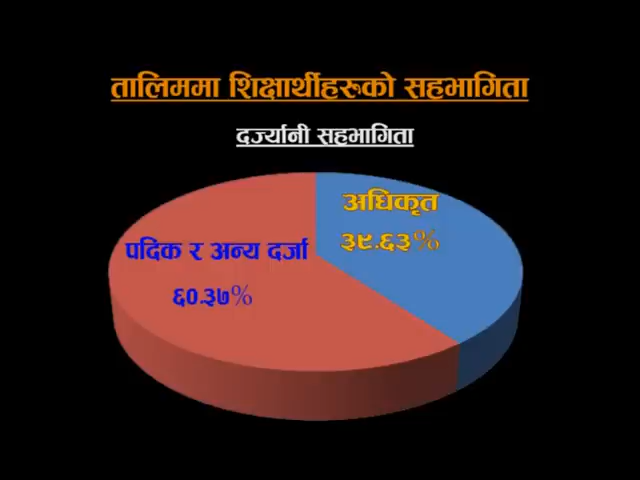 तालिममा शिक्षार्थीहरुको सहभागिता
दर्ज्यानी सहभागिता
अधिकृत
३९.६३%
पदिक र अन्य दर्जा
६०.३७%